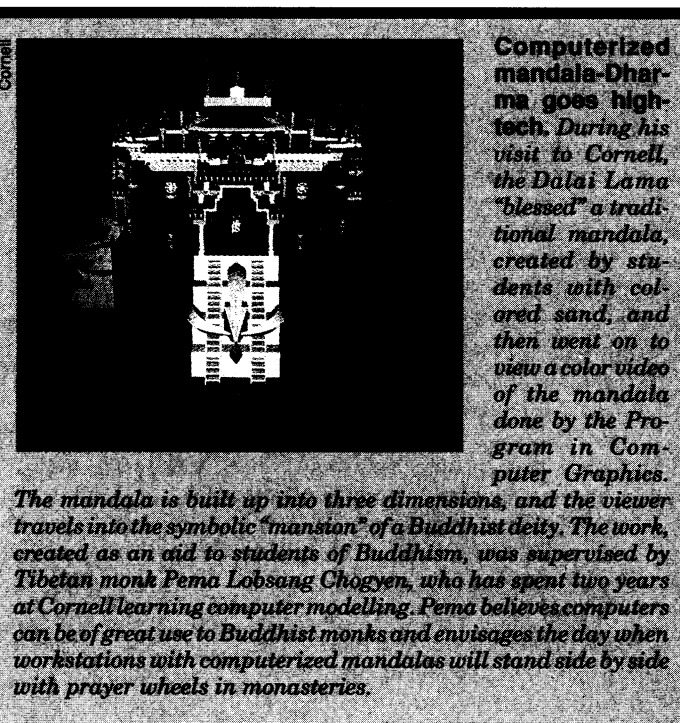 Cornell
Computerized
mandala-Dhar-
ma goes high-
tech. During his
visit to Cornell,
the Dalai Lama
"blessed" a tradi-
tional mandala,
created by stu-
dents with col-
ored sand, and
then went on to
view a color video
of the mandala
done by the Pro-
gram in Com-
puter Graphics.
The mandala is built up into three dimensions, and the viewer
travels into the symbolic "mansion" of a Buddhist deity. The work,
created as an aid to students of Buddhism, was supervised by
Tibetan monk Pema Lobsang Chogyen, who has spent two years
at Cornell learning computer modelling. Pema believes computers
can be of great use to Buddhist monks and envisages the day when
workstations with computerized mandalas will stand side by side
with prayer wheels in monasteries.